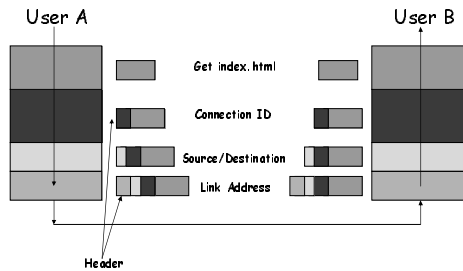 User A
User B
Get index.html
Connection ID
Source/Destination
Link Address
Header